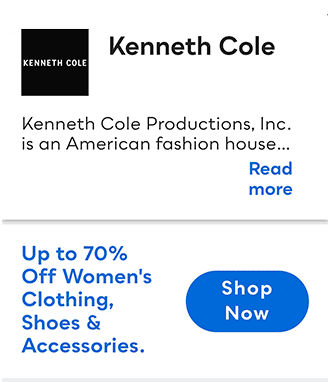 KENNETH COLE
Kenneth Cole
Kenneth Cole Productions, Inc.
is an American fashion house...
Read
more
Up to 70%
Off Women's
Clothing,
Shoes &
Accessories.
Shop
Now